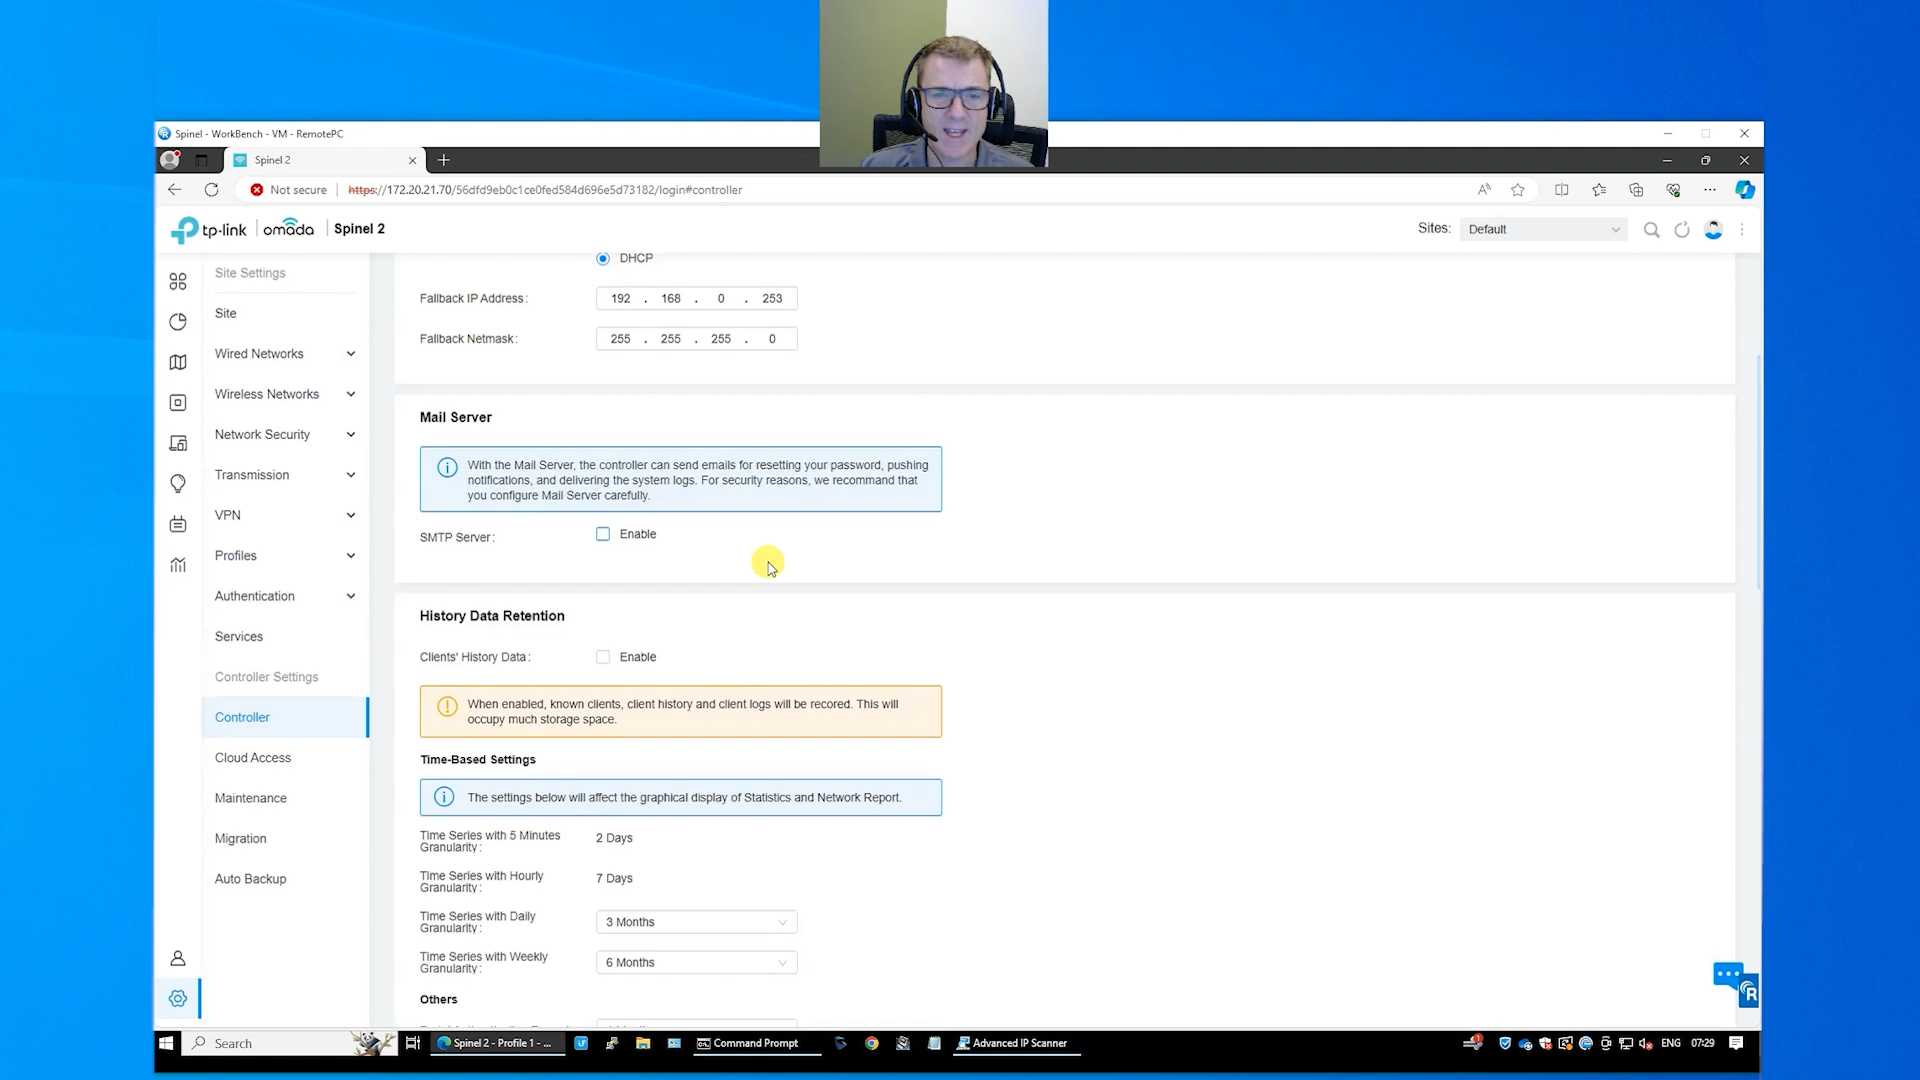 Spinel - WorkBench - VM - RemotePC
Spinel 2
Not secure
https://172.20.21.70/56dfd9eb0c1ce0fed584d696e5d73182/login#controller
tp-link
omada
Spinel 2
Sites:
Default
Site Settings
Site
Wired Networks
Wireless Networks
Network Security
Transmission
VPN
Profiles
Authentication
Services
Controller Settings
Controller
Cloud Access
Maintenance
Migration
Auto Backup
DHCP
Fallback IP Address:
192 . 168 . 0 . 253
Fallback Netmask:
255 . 255 . 255 . 0
Mail Server
With the Mail Server, the controller can send emails for resetting your password, pushing
notifications, and delivering the system logs. For security reasons, we recommand that
you configure Mail Server carefully.
SMTP Server:
Enable
History Data Retention
Clients' History Data:
Enable
When enabled, known clients, client history and client logs will be recored. This will
occupy much storage space.
Time-Based Settings
The settings below will affect the graphical display of Statistics and Network Report.
Time Series with 5 Minutes
Granularity:
2 Days
Time Series with Hourly
Granularity:
7 Days
Time Series with Daily
Granularity:
3 Months
Time Series with Weekly
Granularity:
6 Months
Others
Search
Spinel 2 - Profile 1 - ...
Command Prompt
Advanced IP Scanner
ENG
07:29